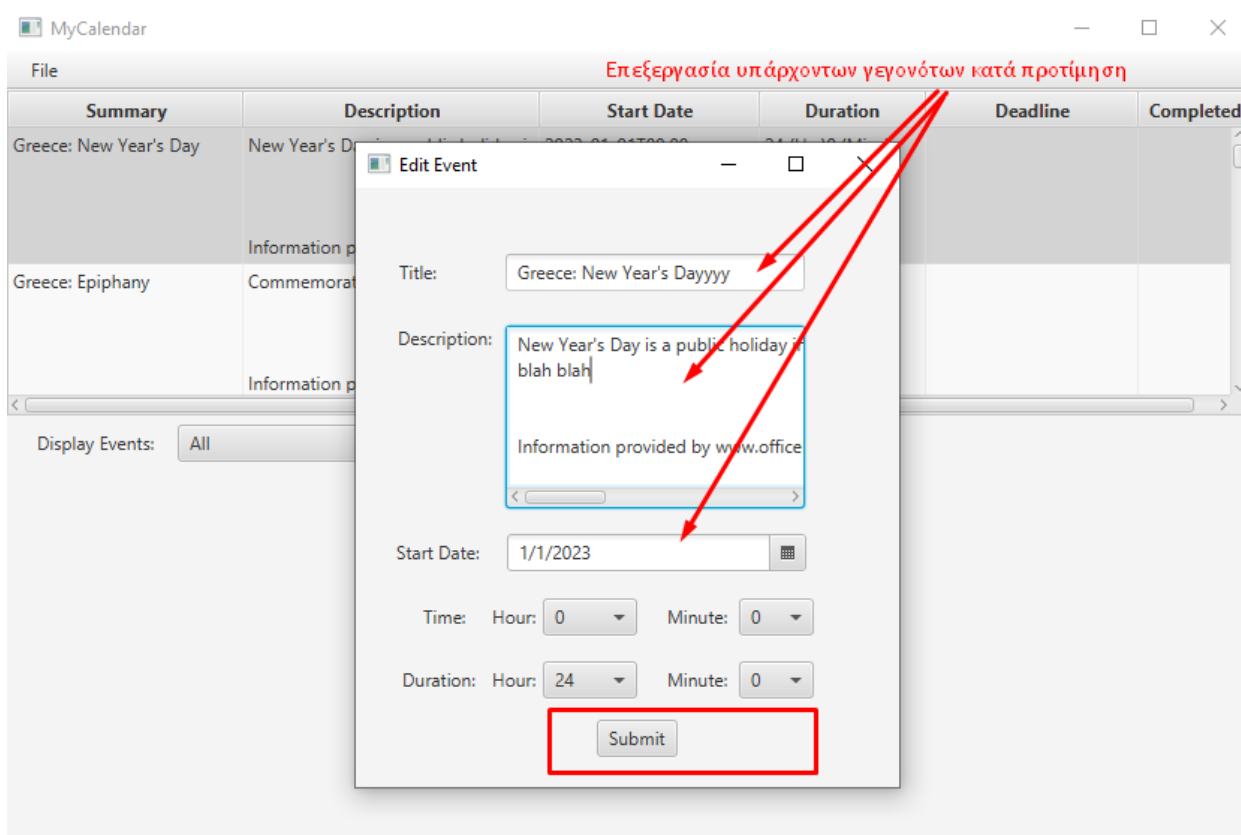 MyCalendar
File
Επεξεργασία υπάρχοντων γεγονότων κατά προτίμηση
Summary Description Start Date Duration Deadline Completed
Greece: New Year's Day New Year's D
Information p
Greece: Epiphany Commemorat
Information p
Display Events: All
Edit Event
Title: Greece: New Year's Dayyyy
Description: New Year's Day is a public holiday in
blah blah
Information provided by www.office
Start Date: 1/1/2023
Time: Hour: 0 Minute: 0
Duration: Hour: 24 Minute: 0
Submit